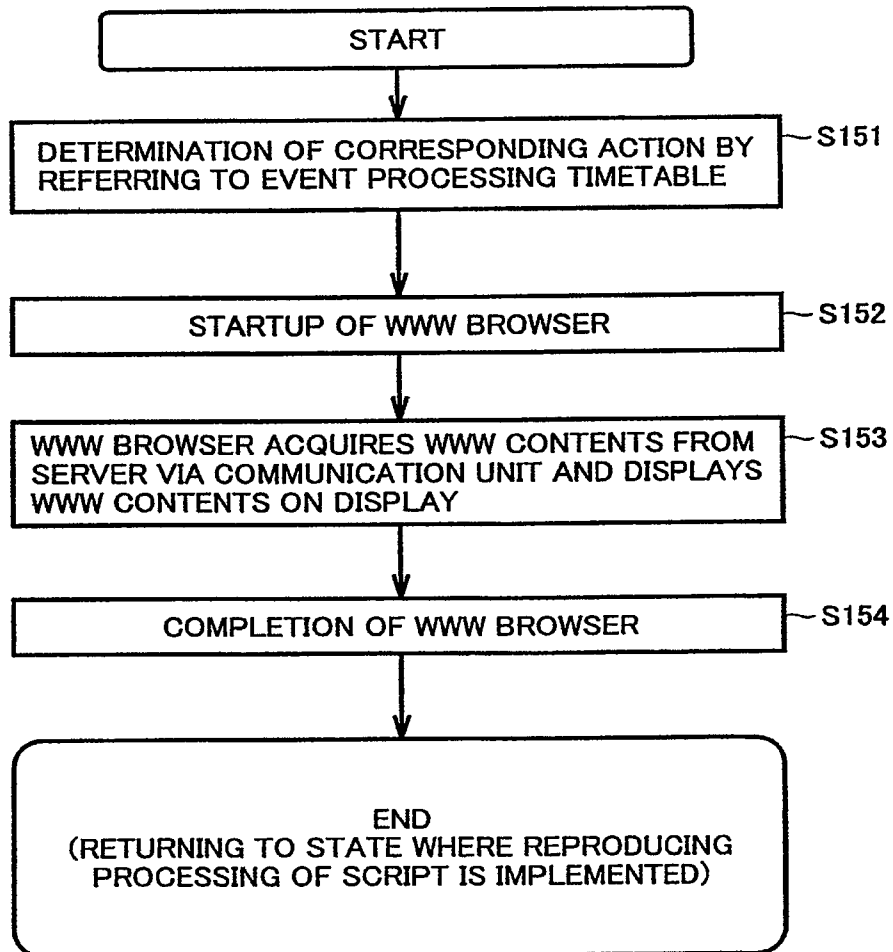 START
DETERMINATION OF CORRESPONDING ACTION BY
REFERRING TO EVENT PROCESSING TIMETABLE
S151
STARTUP OF WWW BROWSER
S152
WWW BROWSER ACQUIRES WWW CONTENTS FROM
SERVER VIA COMMUNICATION UNIT AND DISPLAYS
WWW CONTENTS ON DISPLAY
S153
COMPLETION OF WWW BROWSER
S154
END
(RETURNING TO STATE WHERE REPRODUCING
PROCESSING OF SCRIPT IS IMPLEMENTED)